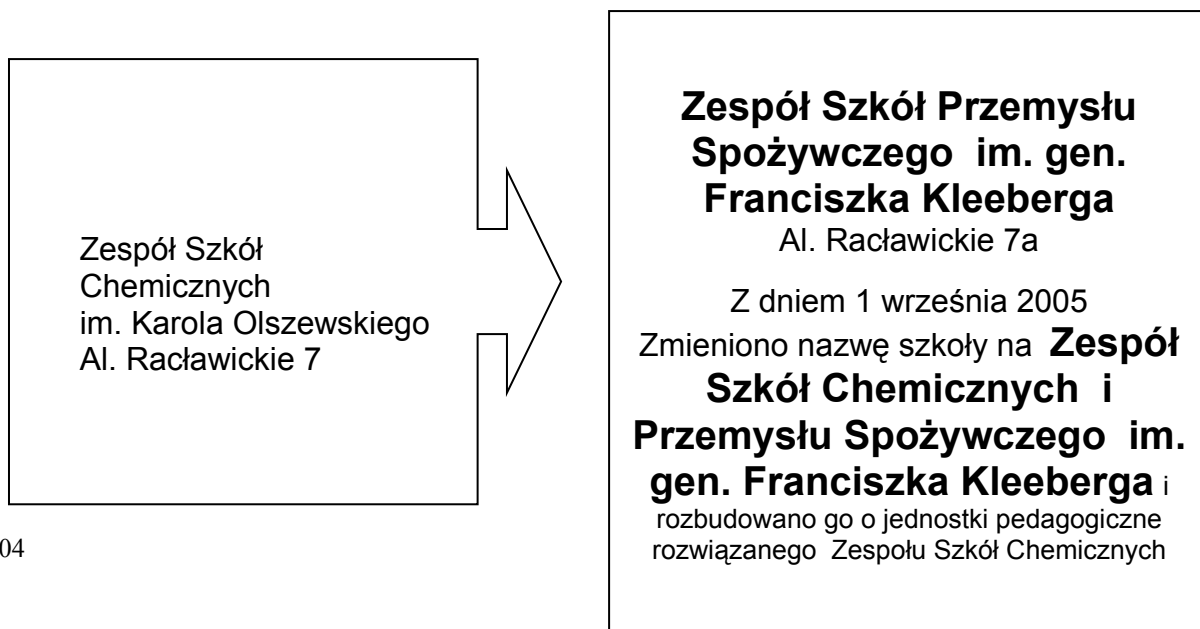 Zespół Szkół
Chemicznych
im. Karola Olszewskiego
Al. Racławickie 7
04
Zespół Szkół Przemysłu
Spożywczego im. gen.
Franciszka Kleeberga
Al. Racławickie 7a
Z dniem 1 września 2005
Zmieniono nazwę szkoły na Zespół
Szkół Chemicznych i
Przemysłu Spożywczego im.
gen. Franciszka Kleeberga i
rozbudowano go o jednostki pedagogiczne
rozwiązanego Zespołu Szkół Chemicznych